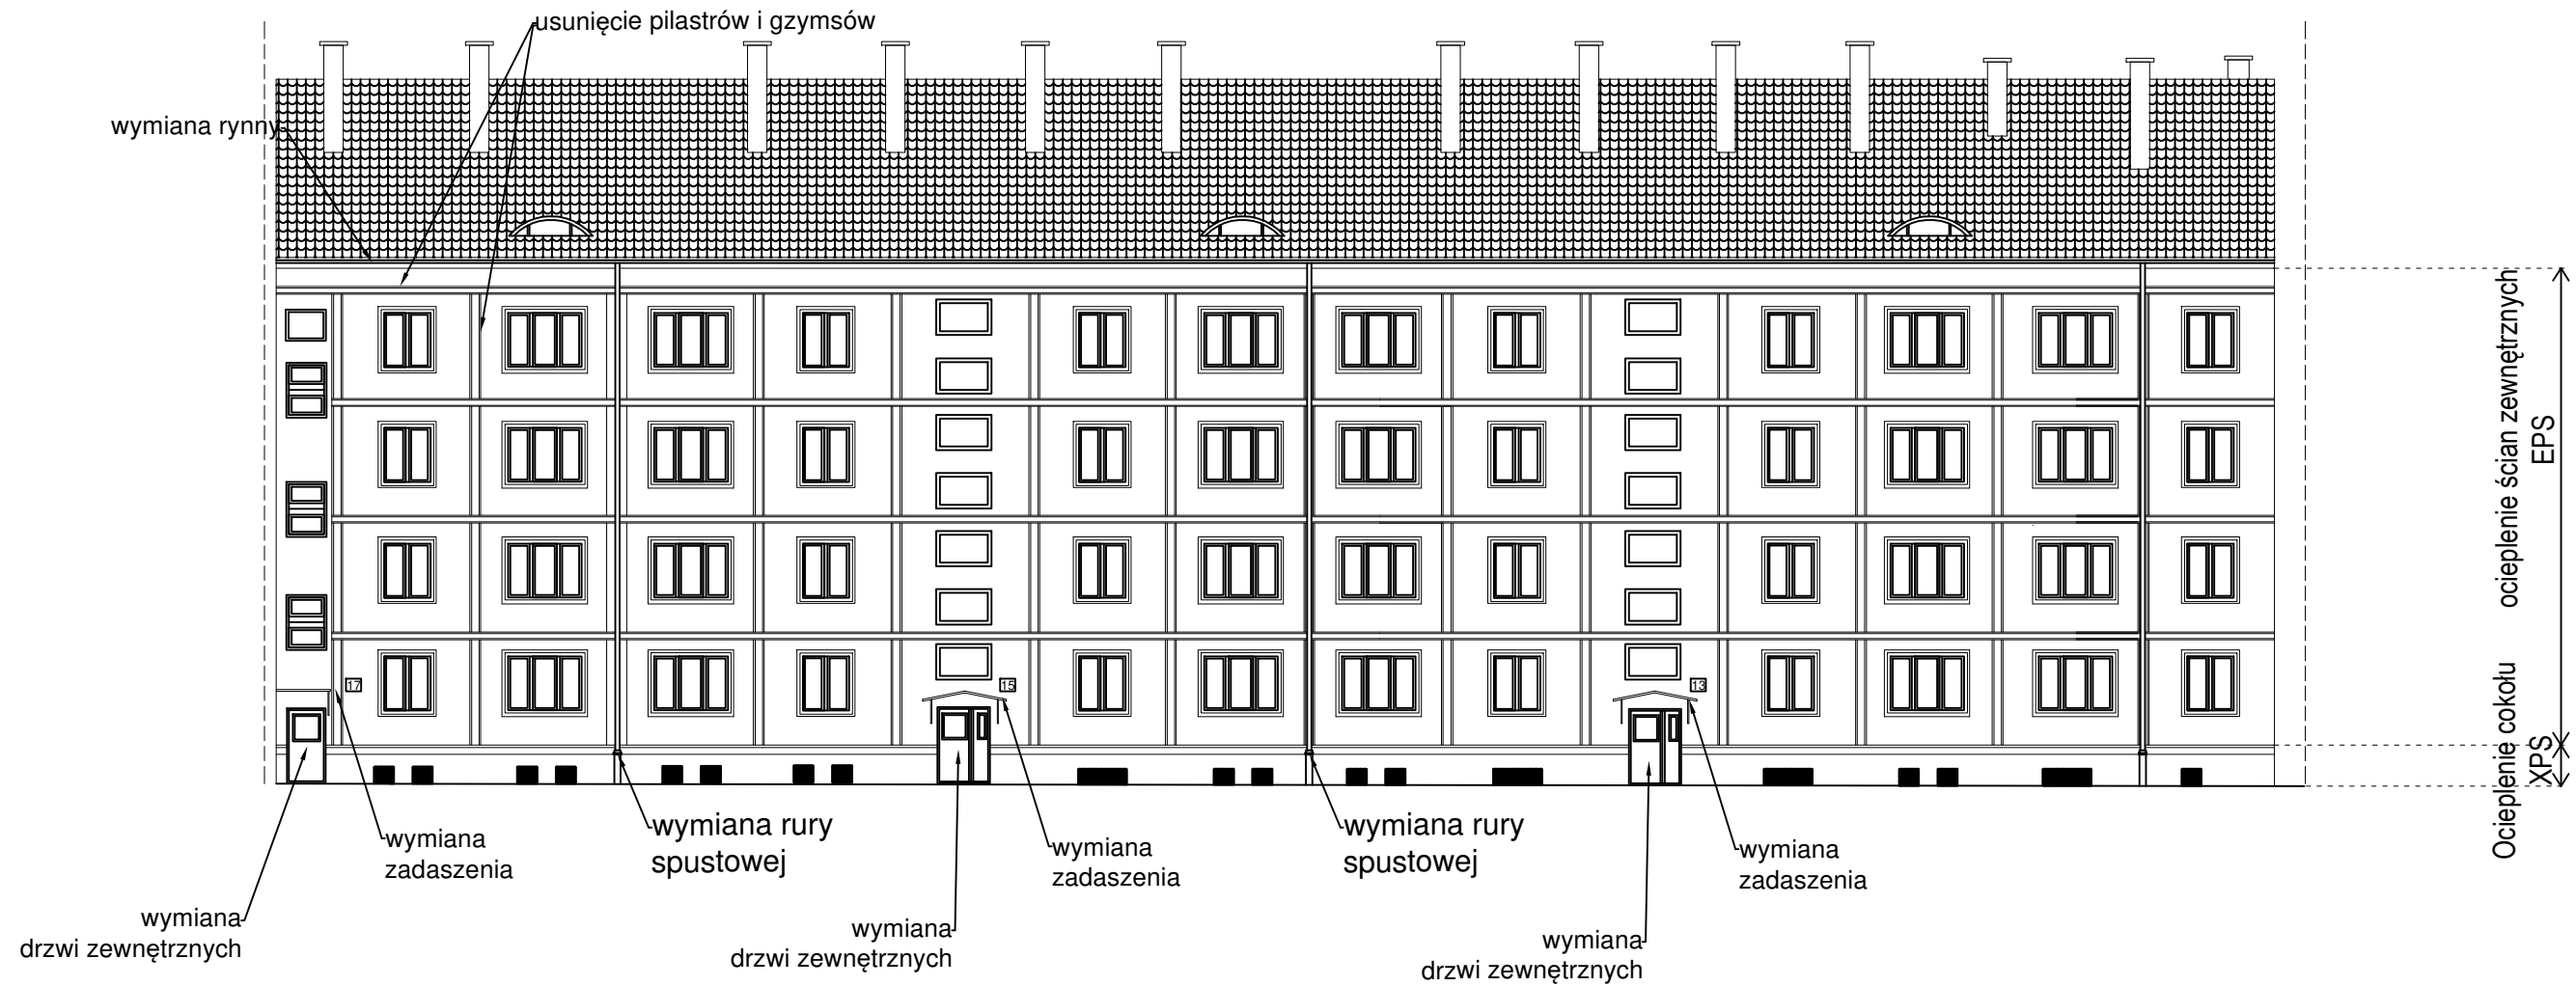 usunięcie pilastrów i gzymsów
wymiana rynny
ocieplenie ścian zewnętrznych
EPS
Ocieplenie cokołu
XPS
17
15
13
wymiana
zadaszenia
wymiana rury
spustowej
wymiana
zadaszenia
wymiana rury
spustowej
wymiana
zadaszenia
wymiana
drzwi zewnętrznych
wymiana
drzwi zewnętrznych
wymiana
drzwi zewnętrznych